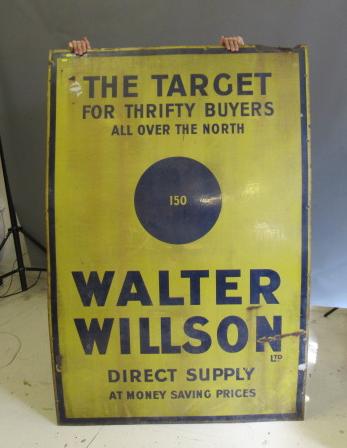 THE TARGET
FOR THRIFTY BUYERS
ALL OVER THE NORTH
150
WALTER
WILLSON
LTD
DIRECT SUPPLY
AT MONEY SAVING PRICES